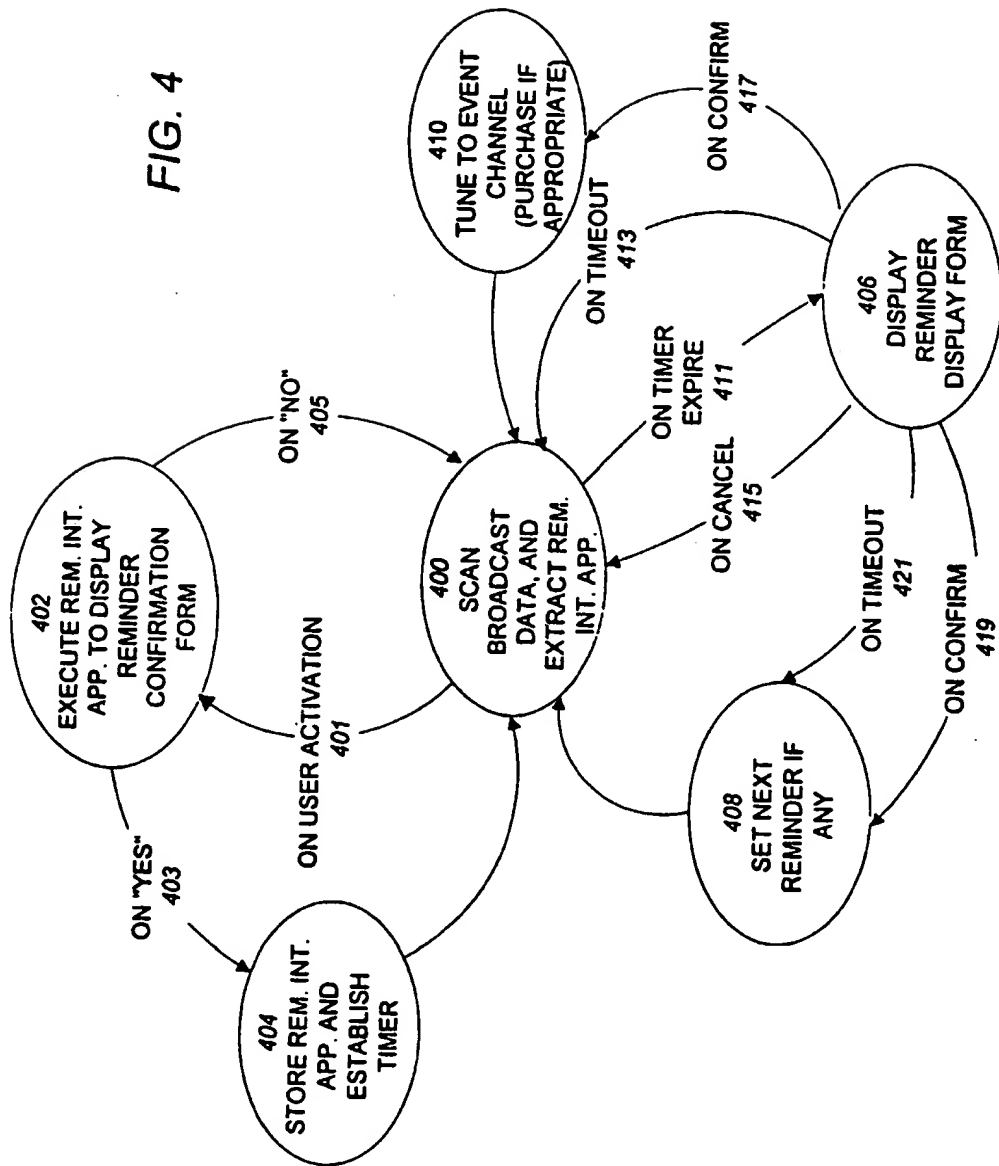 FIG. 4
402
EXECUTE REM. INT.
APP. TO DISPLAY
REMINDER
CONFIRMATION
FORM
ON "YES"
403
ON "NO"
405
404
STORE REM. INT.
APP. AND
ESTABLISH
TIMER
ON USER ACTIVATION
401
400
SCAN
BROADCAST
DATA, AND
EXTRACT REM.
INT. APP.
410
TUNE TO EVENT
CHANNEL
(PURCHASE IF
APPROPRIATE)
ON TIMEOUT
413
ON CONFIRM
417
ON TIMER
EXPIRE
411
ON CANCEL
415
406
DISPLAY
REMINDER
DISPLAY FORM
ON TIMEOUT
421
ON CONFIRM
419
408
SET NEXT
REMINDER IF
ANY